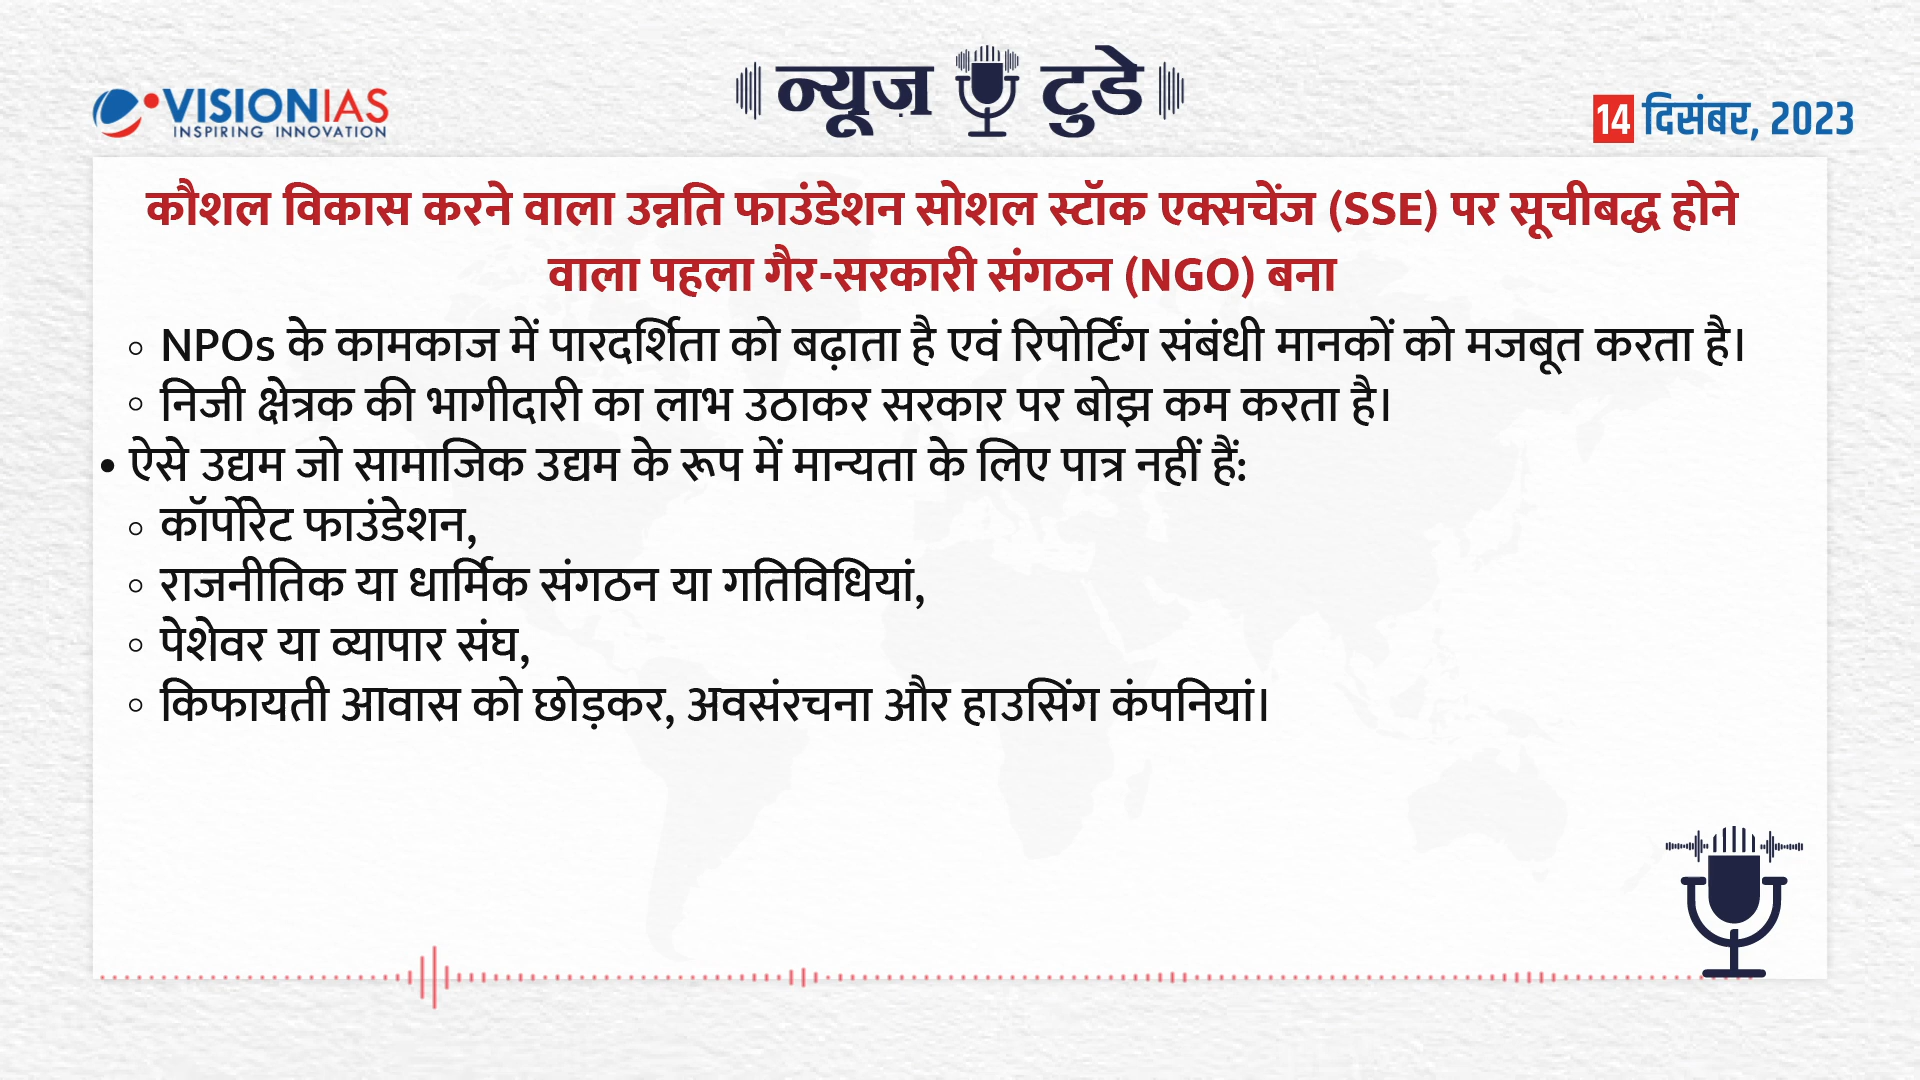 VISIONIAS
INSPIRING INNOVATION
न्यूज़ टुडे
14 दिसंबर, 2023
कौशल विकास करने वाला उन्नति फाउंडेशन सोशल स्टॉक एक्सचेंज (SSE) पर सूचीबद्ध होने
वाला पहला गैर-सरकारी संगठन (NGO) बना
◦ NPOs के कामकाज में पारदर्शिता को बढ़ाता है एवं रिपोर्टिंग संबंधी मानकों को मजबूत करता है।
◦ निजी क्षेत्रक की भागीदारी का लाभ उठाकर सरकार पर बोझ कम करता है।
• ऐसे उद्यम जो सामाजिक उद्यम के रूप में मान्यता के लिए पात्र नहीं हैं:
◦ कॉर्पोरेट फाउंडेशन,
◦ राजनीतिक या धार्मिक संगठन या गतिविधियां,
◦ पेशेवर या व्यापार संघ,
◦ किफायती आवास को छोड़कर, अवसंरचना और हाउसिंग कंपनियां।